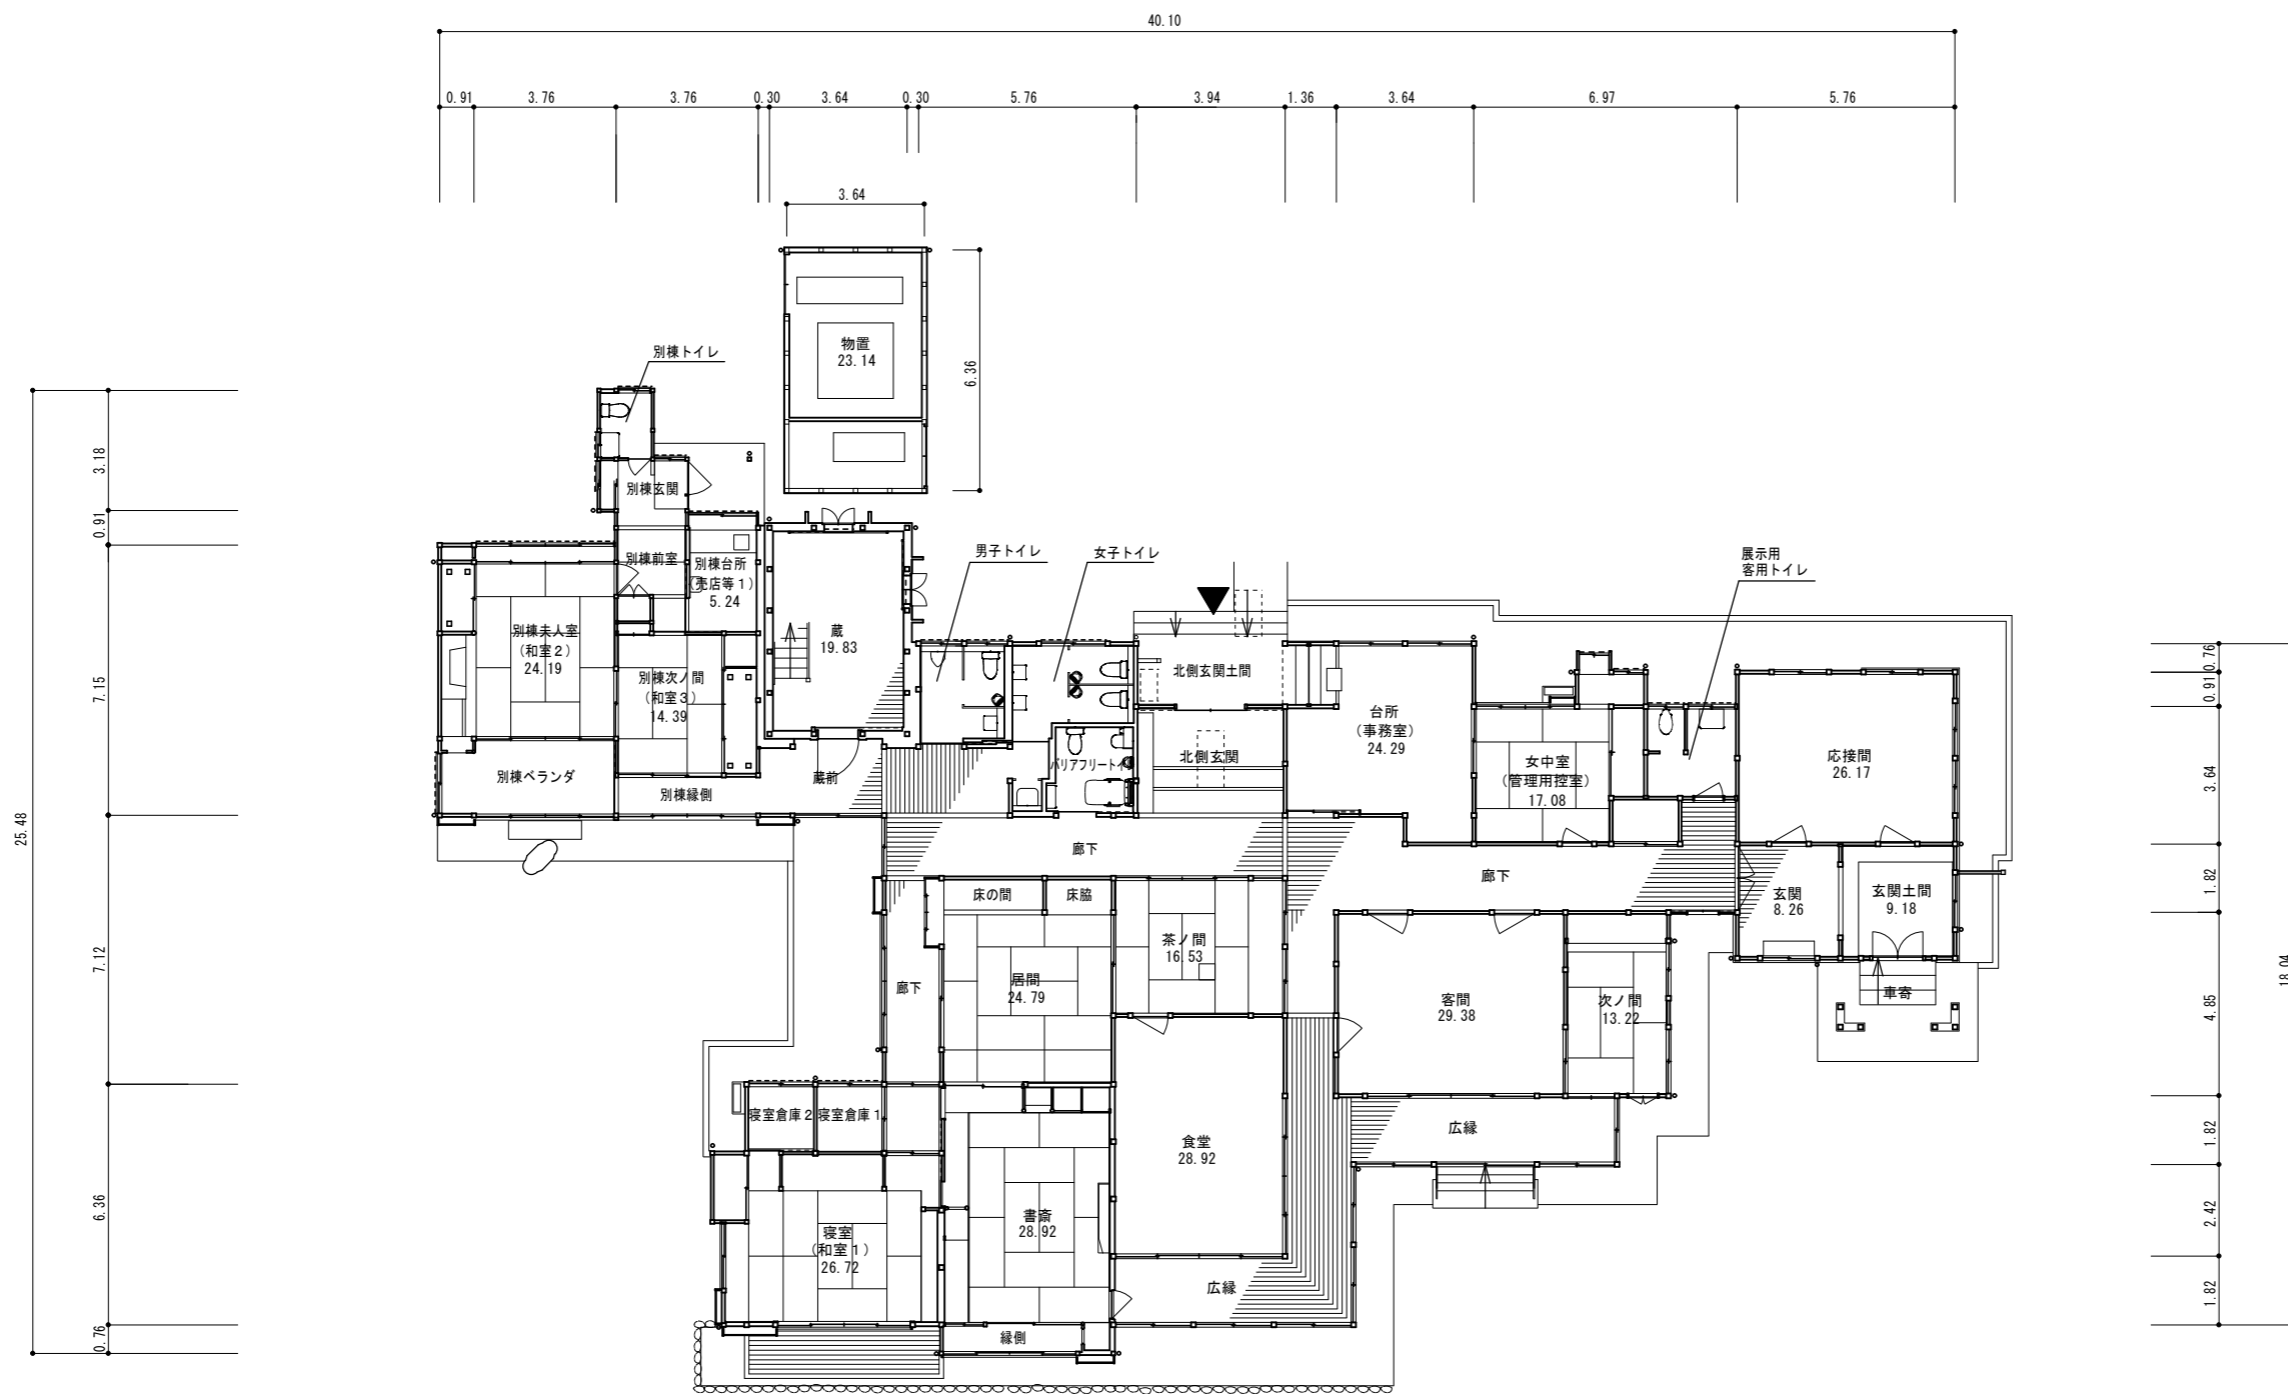 40.10
0.91 3.76 3.76 0.30 3.64 0.30 5.76 3.94 1.36 3.64 6.97 5.76
3.64
6.36
物置
23.14
別棟トイレ
別棟玄関
別棟前室
別棟台所
(売店等1)
5.24
男子トイレ
女子トイレ
展示用
客用トイレ
別棟夫人室
(和室2)
24.19
別棟次ノ間
(和室3)
14.39
蔵
19.83
北側玄関土間
北側玄関
バリアフリートイレ
台所
(事務室)
24.29
女中室
(管理用控室)
17.08
応接間
26.17
別棟ベランダ
別棟縁側
蔵前
廊下
廊下
玄関
8.26
玄関土間
9.18
車寄
床の間
床脇
廊下
居間
24.79
茶ノ間
16.53
客間
29.38
次ノ間
13.22
寝室倉庫2
寝室倉庫1
食堂
28.92
広縁
書斎
28.92
寝室
(和室1)
26.72
広縁
縁側
25.48
3.18
0.91
7.15
7.12
6.36
0.76
0.76
0.91
3.64
1.82
4.85
1.82
2.42
1.82
18.04